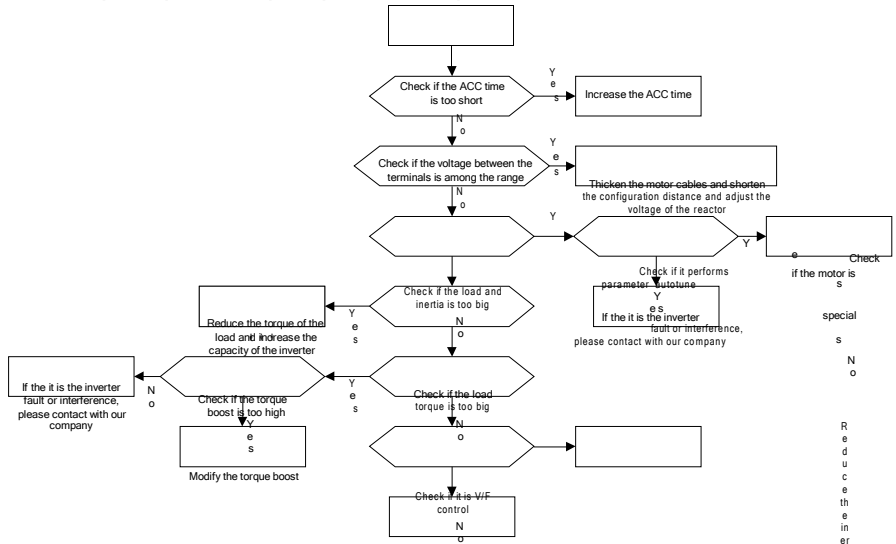 Check if the ACC time
is too short
Yes
Increase the ACC time
No
Check if the voltage between the
terminals is among the range
Yes
Thicken the motor cables and shorten
the configuration distance and adjust the
voltage of the reactor
No
Y
Y
e
Check
if the motor is
s
special
s
No
Check if it performs
parameter autotune
Yes
If the it is the inverter
fault or interference,
please contact with our company
Check if the load and
inertia is too big
Yes
No
Reduce the torque of the
load and increase the
capacity of the inverter
Check if the load
torque is too big
Yes
No
Check if the torque
boost is too high
No
If the it is the inverter
fault or interference,
please contact with our
company
Yes
Modify the torque boost
Check if it is V/F
control
No
Reduce the iner